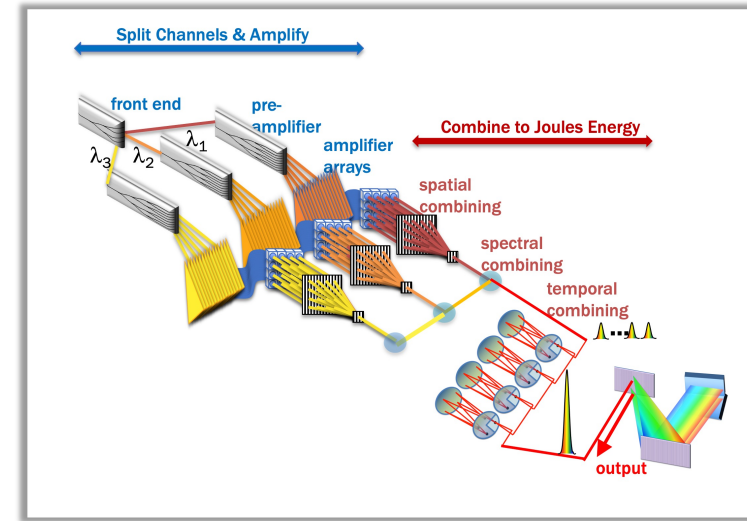 Split Channels & Amplify
front end
pre-
amplifier
λ1
λ2
λ3
amplifier
arrays
Combine to Joules Energy
spatial
combining
spectral
combining
temporal
combining
output